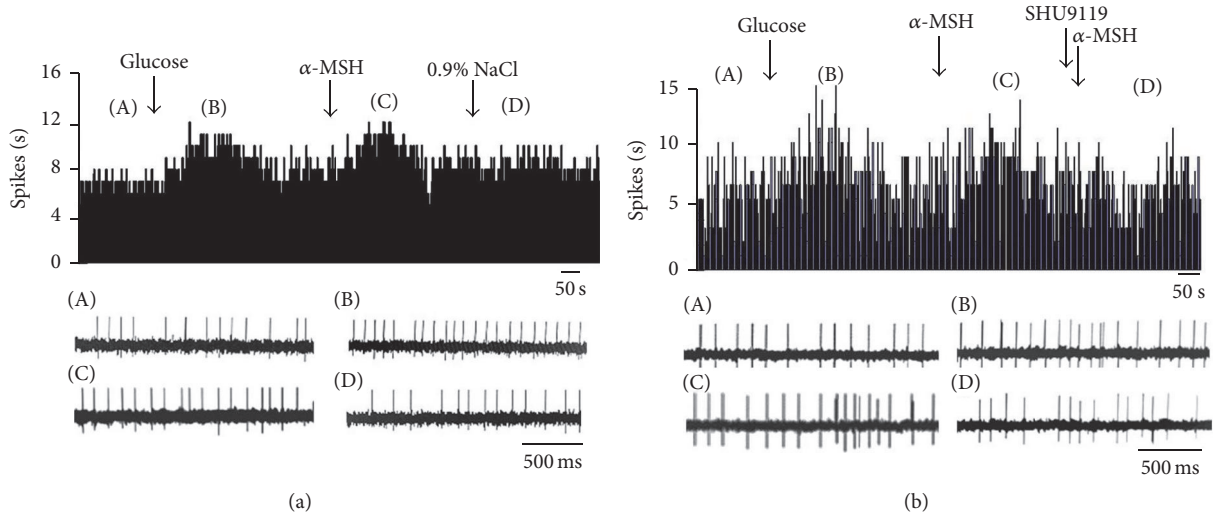 Glucose
α-MSH
0.9% NaCl
(A)
(B)
(C)
(D)
16
12
8
4
0
Spikes (s)
50 s
(A)
(B)
(C)
(D)
500 ms
(a)
Glucose
α-MSH
SHU9119
α-MSH
(A)
(B)
(C)
(D)
15
10
5
0
Spikes (s)
50 s
(A)
(B)
(C)
(D)
500 ms
(b)